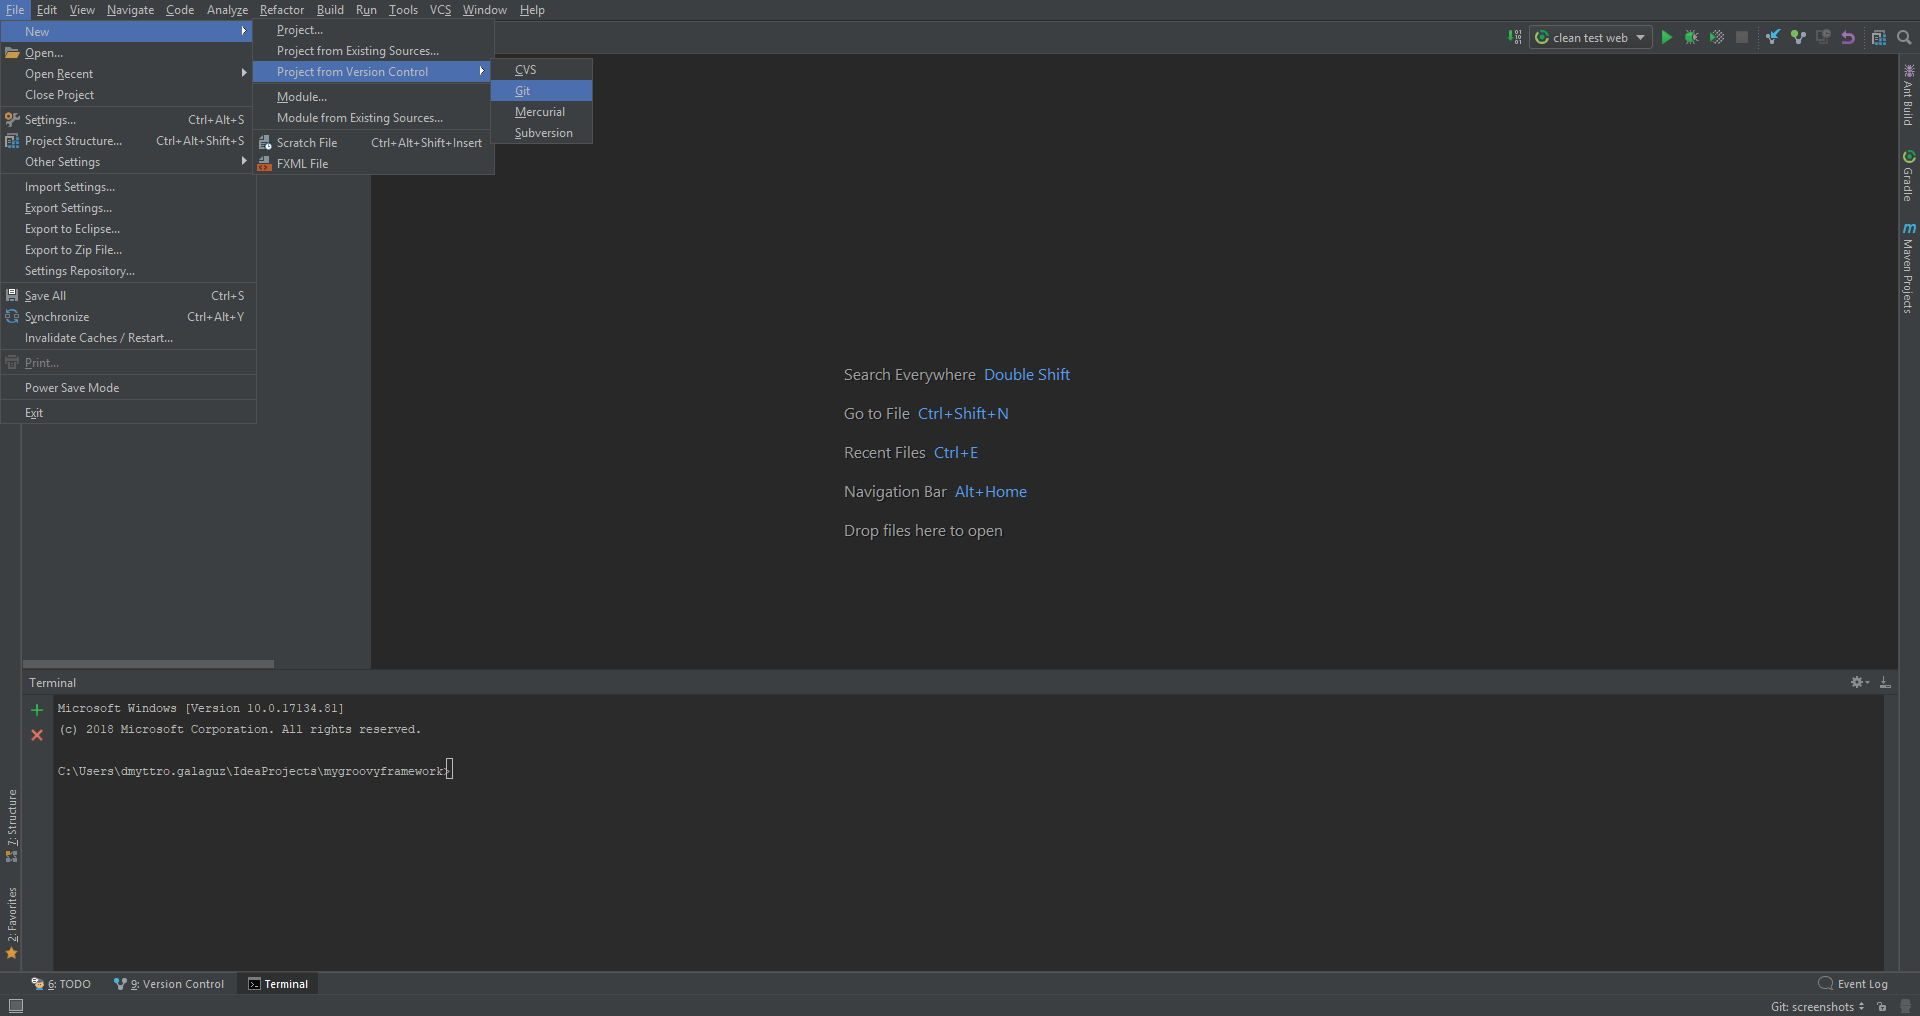 File Edit View Navigate Code Analyze Refactor Build Run Tools VCS Window Help
New
Open...
Open Recent
Close Project
Settings... Ctrl+Alt+S
Project Structure... Ctrl+Alt+Shift+S
Other Settings
Import Settings...
Export Settings...
Export to Eclipse...
Export to Zip File...
Settings Repository...
Save All Ctrl+S
Synchronize Ctrl+Alt+Y
Invalidate Caches / Restart...
Print...
Power Save Mode
Exit
Project...
Project from Existing Sources...
Project from Version Control
Module...
Module from Existing Sources...
Scratch File Ctrl+Alt+Shift+Insert
FXML File
CVS
Git
Mercurial
Subversion
clean test web
Ant Build
Gradle
m
Maven Projects
Search Everywhere Double Shift
Go to File Ctrl+Shift+N
Recent Files Ctrl+E
Navigation Bar Alt+Home
Drop files here to open
Terminal
Microsoft Windows [Version 10.0.17134.81]
(c) 2018 Microsoft Corporation. All rights reserved.
C:\Users\dmyttro.galaguz\IdeaProjects\mygroovyframework>
7: Structure
2: Favorites
6: TODO 9: Version Control Terminal Event Log
Git: screenshots